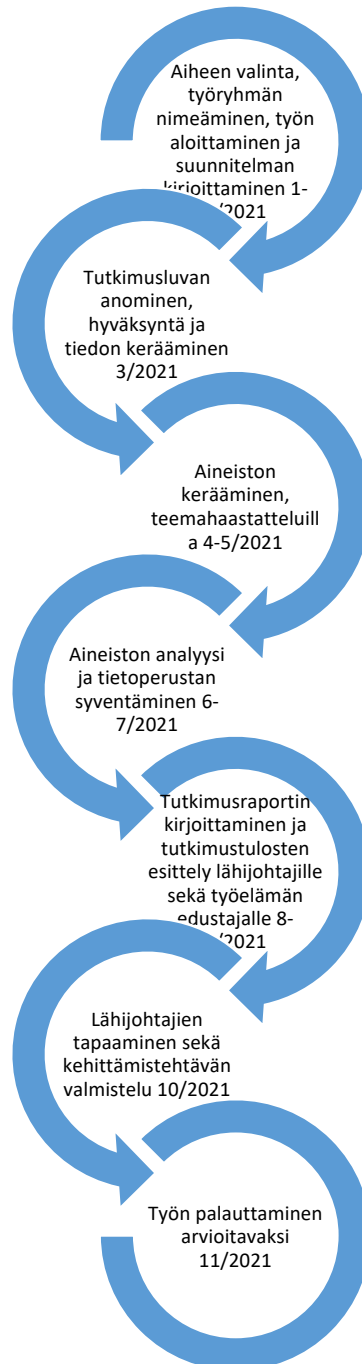 Aiheen valinta,
työryhmän
nimeäminen, työn
aloittaminen ja
suunnitelman
kirjoittaminen 1-
/2021
Tutkimusluvan
anominen,
hyväksyntä ja
tiedon kerääminen
3/2021
Aineiston
kerääminen,
teemahaastatteluill
a 4-5/2021
Aineiston analyysi
ja tietoperustan
syventäminen 6-
7/2021
Tutkimusraportin
kirjoittaminen ja
tutkimustulosten
esittely lähijohtajille
sekä työelämän
edustajalle 8-
/2021
Lähijohtajien
tapaaminen sekä
kehittämistehtävän
valmistelu 10/2021
Työn palauttaminen
arvioitavaksi
11/2021